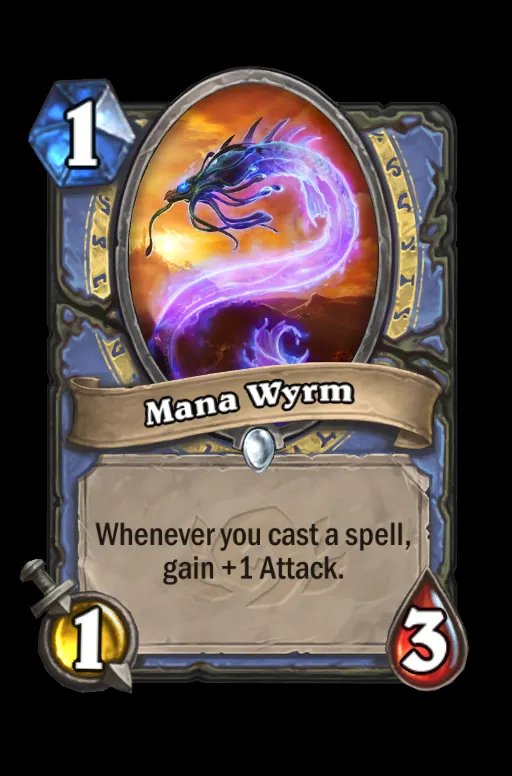 1
Mana Wyrm
Whenever you cast a spell,
gain +1 Attack.
1
3